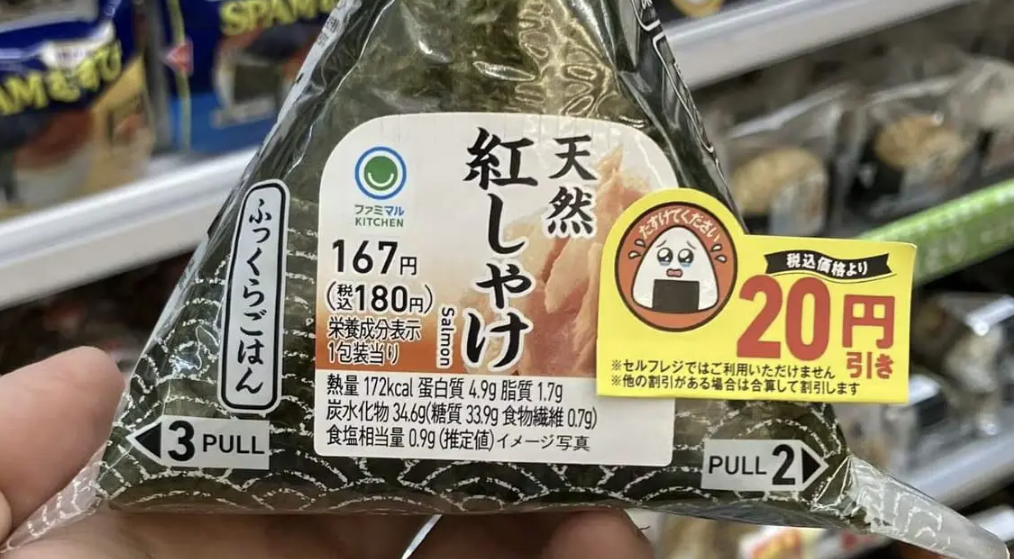 SPAM
AMむすび
天然
紅しゃけ
Salmon
ファミマル
KITCHEN
167円
(税込180円)
栄養成分表示
1包装当り
熱量 172kcal 蛋白質 4.9g 脂質 1.7g
炭水化物 34.6g(糖質 33.9g 食物繊維 0.7g)
食塩相当量 0.9g (推定値) イメージ写真
ふっくらごはん
3 PULL
PULL 2
たすけてください
税込価格より
20円
引き
※セルフレジではご利用いただけません
※他の割引がある場合は合算して割引します